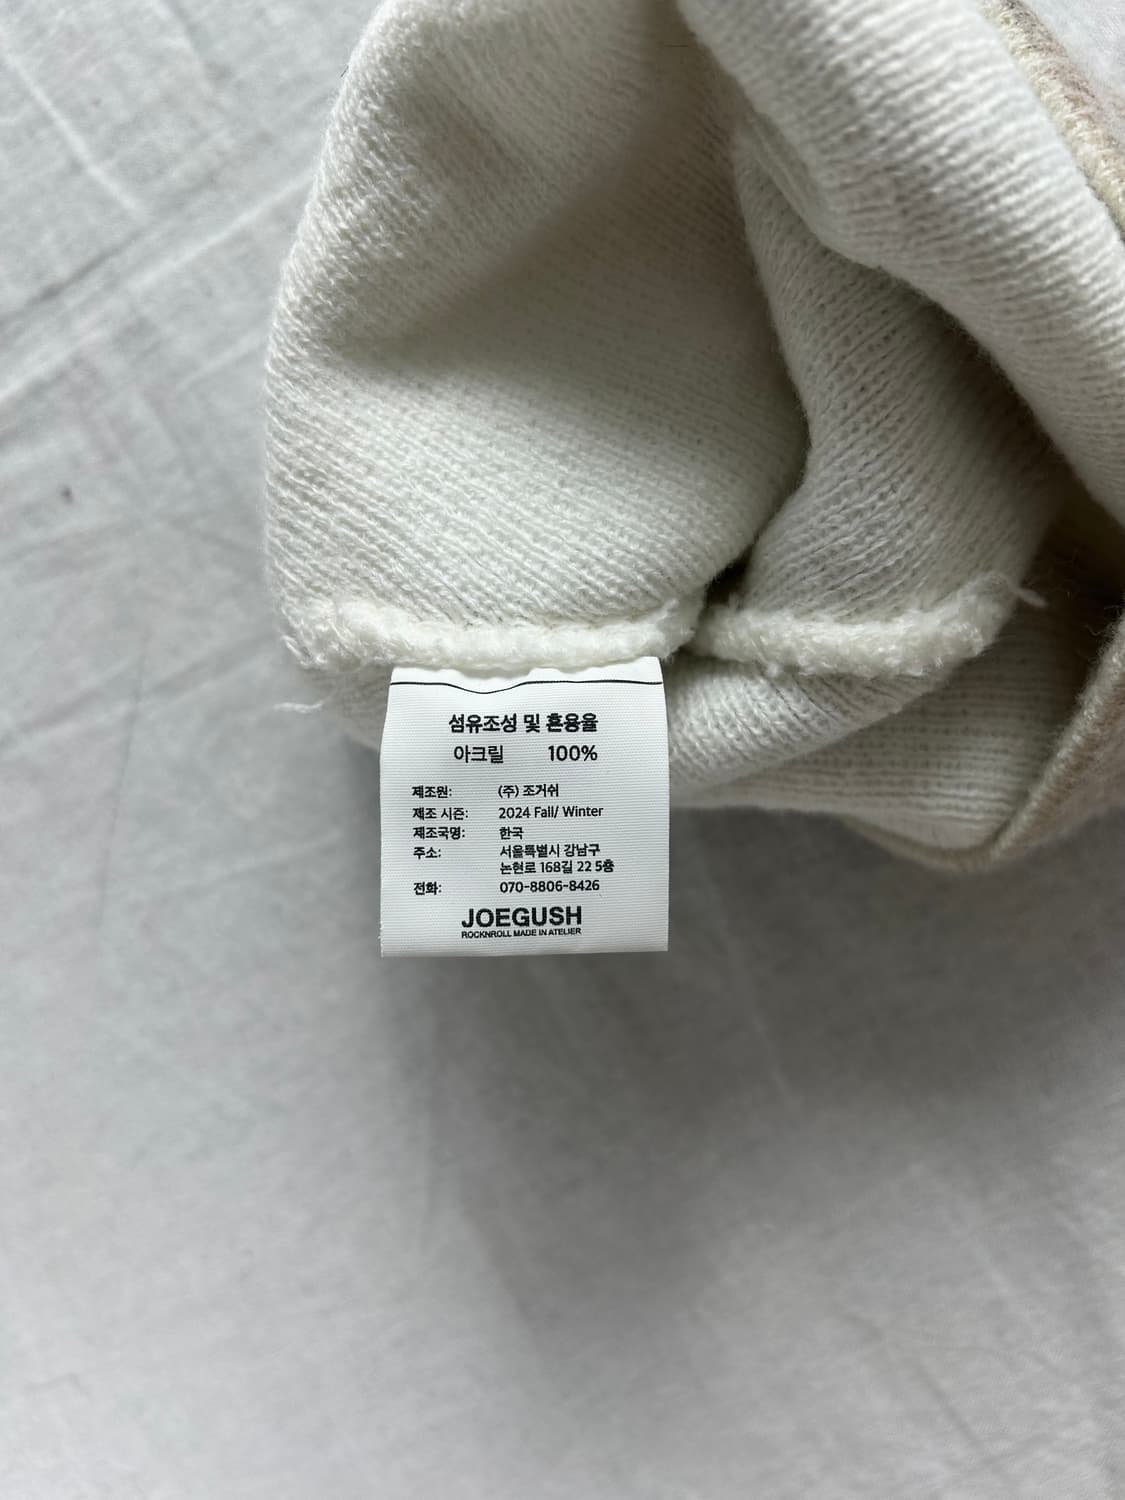 섬유조성 및 혼용율
아크릴 100%
제조원: (주) 조거쉬
제조 시즌: 2024 Fall/ Winter
제조국명: 한국
주소: 서울특별시 강남구
논현로 168길 22 5층
전화: 070-8806-8426
JOEGUSH
ROCKNROLL MADE IN ATELIER